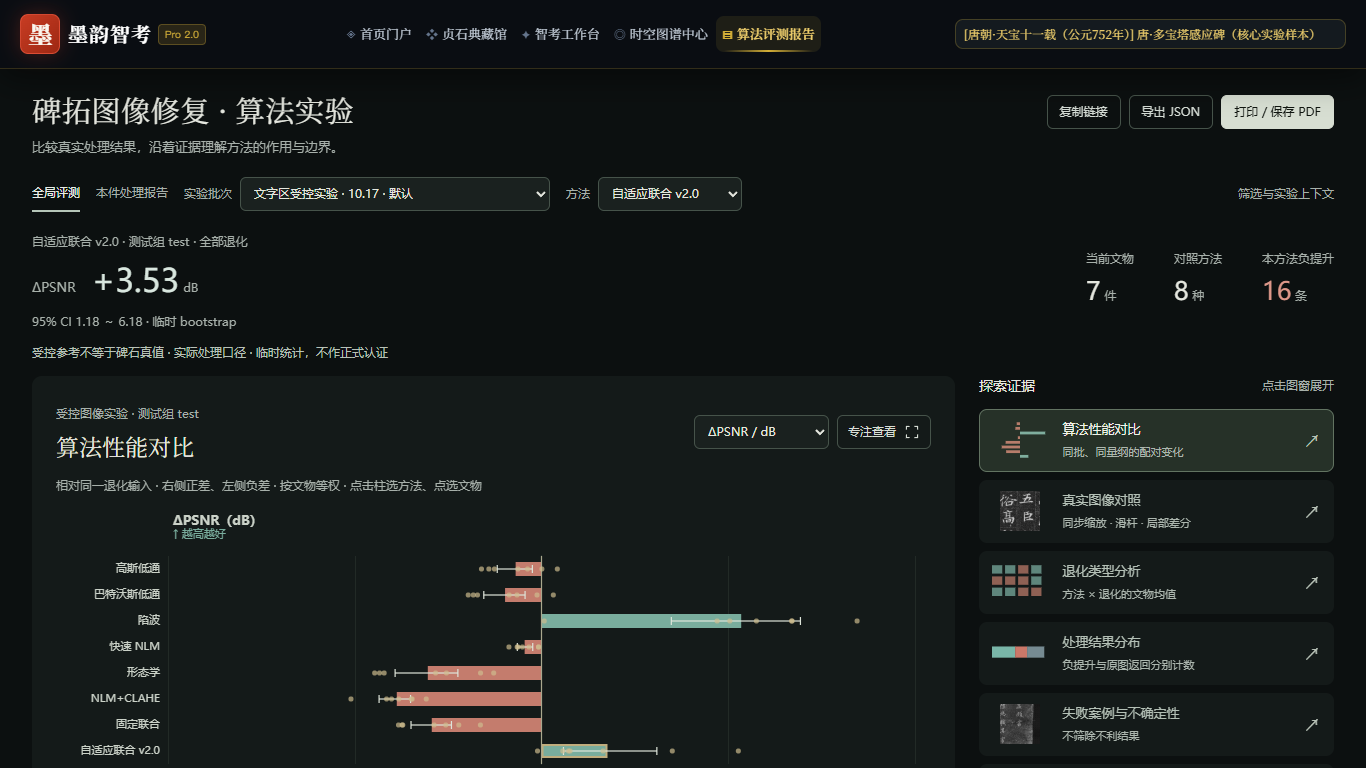 墨 墨韵智考 Pro 2.0 首页门户 贞石典藏馆 智考工作台 时空图谱中心 算法评测报告 [唐朝·天宝十一载（公元752年）] 唐·多宝塔感应碑（核心实验样本）
碑拓图像修复 · 算法实验
复制链接 导出 JSON 打印 / 保存 PDF
比较真实处理结果，沿着证据理解方法的作用与边界。
全局评测 本件处理报告 实验批次 文字区受控实验 · 10.17 · 默认 方法 自适应联合 v2.0 筛选与实验上下文
自适应联合 v2.0 · 测试组 test · 全部退化
ΔPSNR +3.53 dB
95% CI 1.18 ~ 6.18 · 临时 bootstrap
当前文物 对照方法 本方法负提升
7 件 8 种 16 条
受控参考不等于碑石真值 · 实际处理口径 · 临时统计，不作正式认证
受控图像实验 · 测试组 test
算法性能对比
ΔPSNR / dB 专注查看
相对同一退化输入 · 右侧正差、左侧负差 · 按文物等权 · 点击柱选方法、点选文物
ΔPSNR (dB)
↑ 越高越好
高斯低通
巴特沃斯低通
陷波
快速 NLM
形态学
NLM+CLAHE
固定联合
自适应联合 v2.0
探索证据 点击图窗展开
算法性能对比
同批、同量纲的配对变化
真实图像对照
同步缩放 · 滑杆 · 局部差分
退化类型分析
方法 × 退化的文物均值
处理结果分布
负提升与原图返回分别计数
失败案例与不确定性
不筛除不利结果